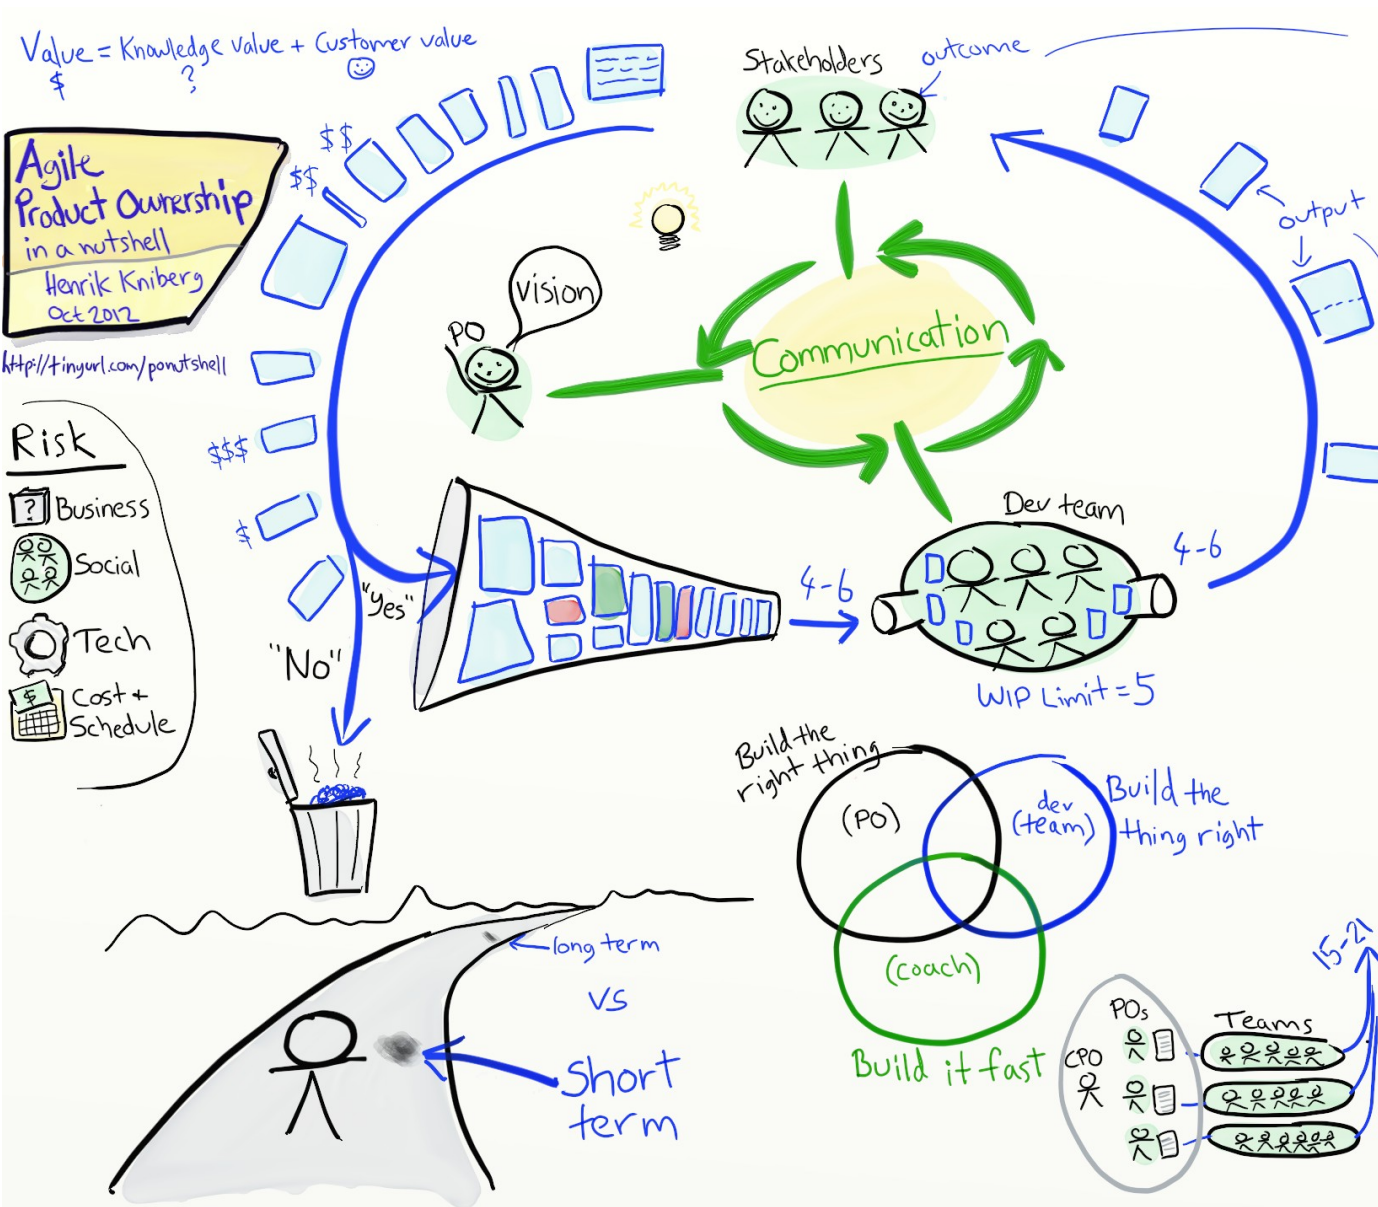 Value = Knowledge value + Customer value
$ ?
Agile
Product Ownership
in a nutshell
Henrik Kniberg
Oct 2012
http://tinyurl.com/ponutshell
$$
$$
$$$
$
Risk
? Business
Social
Tech
$ Cost +
Schedule
Stakeholders
outcome
output
PO
vision
Communication
"Yes"
"No"
4-6
Dev team
4-6
WIP Limit = 5
Build the
right thing
(PO)
dev
(team)
Build the
thing right
(coach)
Build it fast
long term
VS
Short
term
15-21
POs
CPO
Teams